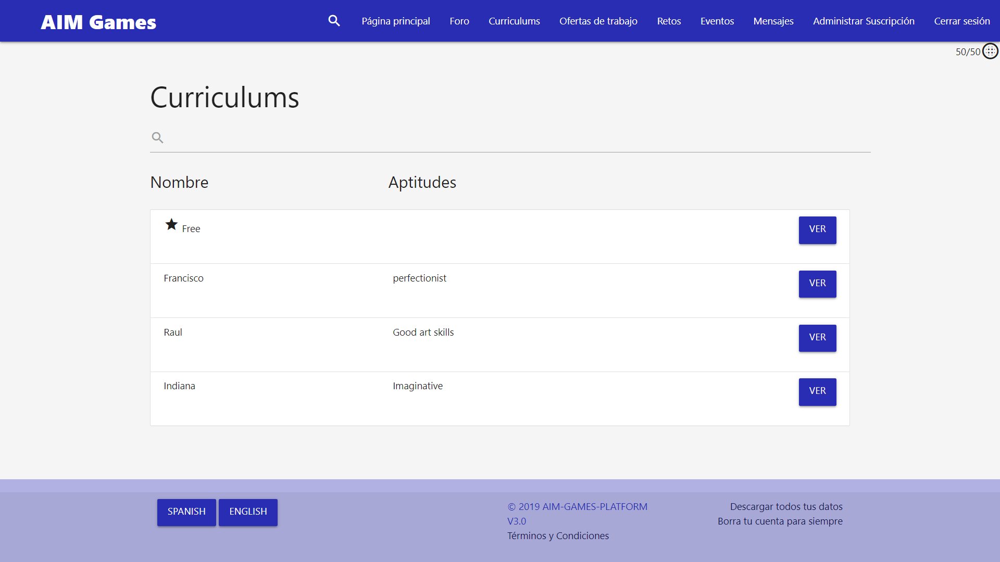 AIM Games
Página principal
Foro
Curriculums
Ofertas de trabajo
Retos
Eventos
Mensajes
Administrar Suscripción
Cerrar sesión
50/50
Curriculums
Nombre
Aptitudes
Free
VER
Francisco
perfectionist
VER
Raul
Good art skills
VER
Indiana
Imaginative
VER
SPANISH
ENGLISH
© 2019 AIM-GAMES-PLATFORM
V3.0
Términos y Condiciones
Descargar todos tus datos
Borra tu cuenta para siempre